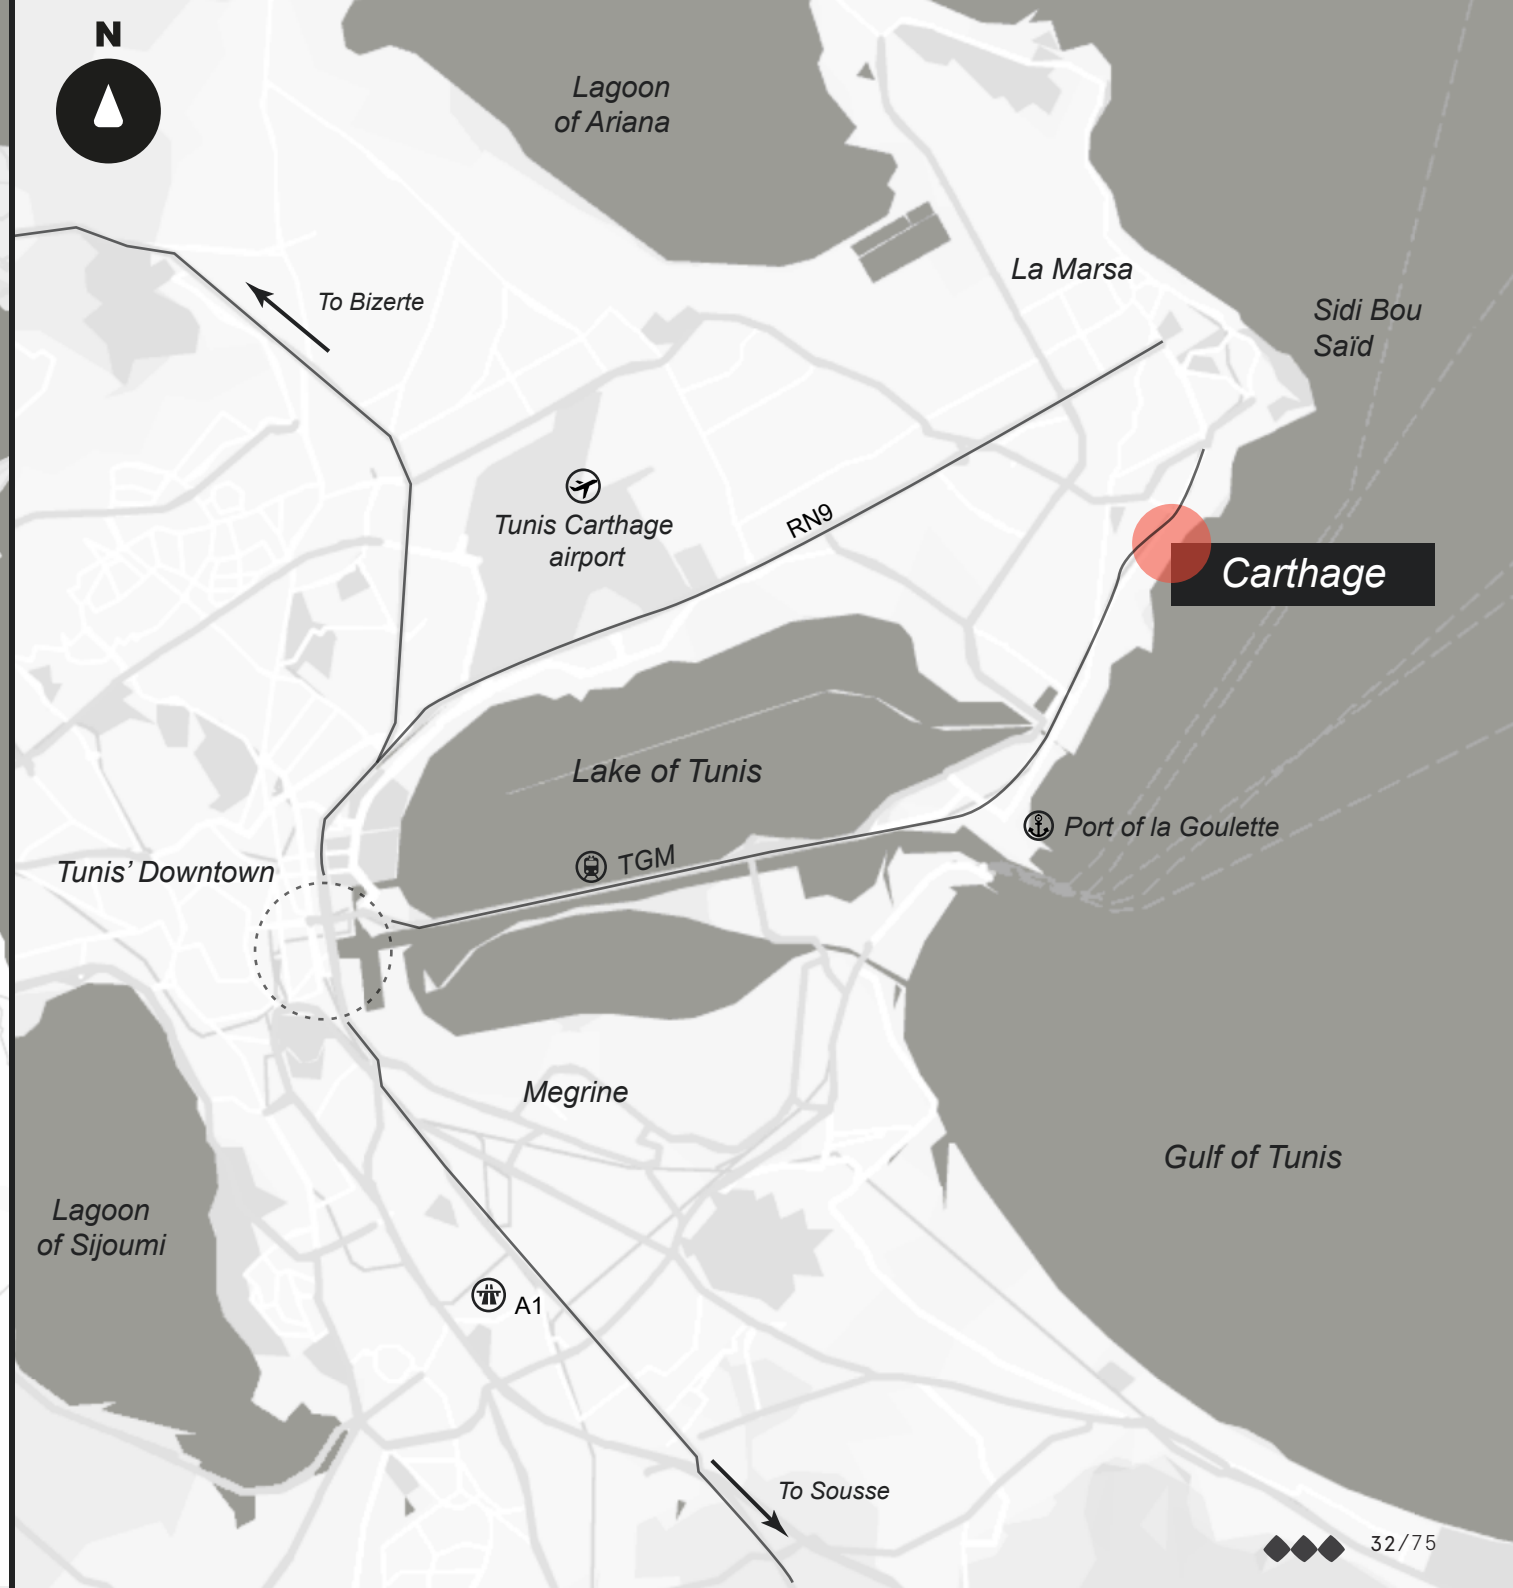 N
Lagoon
of Ariana
La Marsa
To Bizerte
Sidi Bou
Saïd
Tunis Carthage
airport
RN9
Carthage
Lake of Tunis
Port of la Goulette
TGM
Tunis’ Downtown
Megrine
Gulf of Tunis
Lagoon
of Sijoumi
A1
To Sousse
32/75